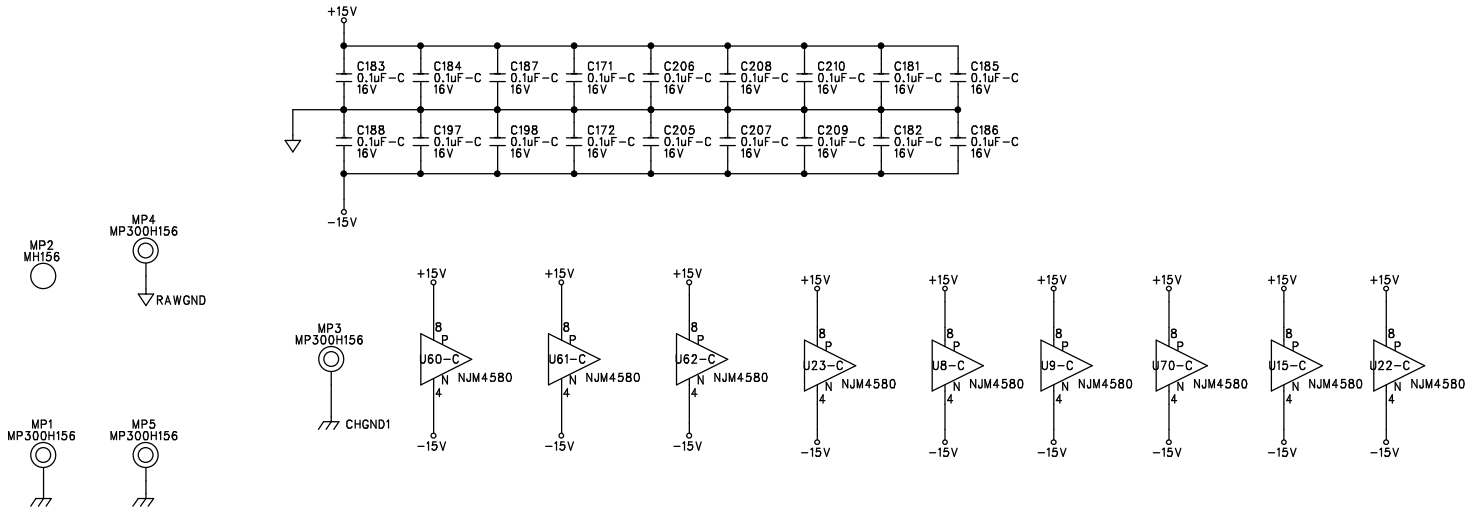 +15V
C183 C184 C187 C171 C206 C208 C210 C181 C185
0.1uF-C 0.1uF-C 0.1uF-C 0.1uF-C 0.1uF-C 0.1uF-C 0.1uF-C 0.1uF-C 0.1uF-C
16V 16V 16V 16V 16V 16V 16V 16V 16V
C188 C197 C198 C172 C205 C207 C209 C182 C186
0.1uF-C 0.1uF-C 0.1uF-C 0.1uF-C 0.1uF-C 0.1uF-C 0.1uF-C 0.1uF-C 0.1uF-C
16V 16V 16V 16V 16V 16V 16V 16V 16V
-15V
MP4
MP300H156
RAWGND
MP2
MH156
MP3
MP300H156
CHGND1
MP1
MP300H156
MP5
MP300H156
+15V +15V +15V +15V +15V +15V +15V +15V +15V
8 8 8 8 8 8 8 8 8
P P P P P P P P P
U60-C U61-C U62-C U23-C U8-C U9-C U70-C U15-C U22-C
N NJM4580 N NJM4580 N NJM4580 N NJM4580 N NJM4580 N NJM4580 N NJM4580 N NJM4580 N NJM4580
4 4 4 4 4 4 4 4 4
-15V -15V -15V -15V -15V -15V -15V -15V -15V